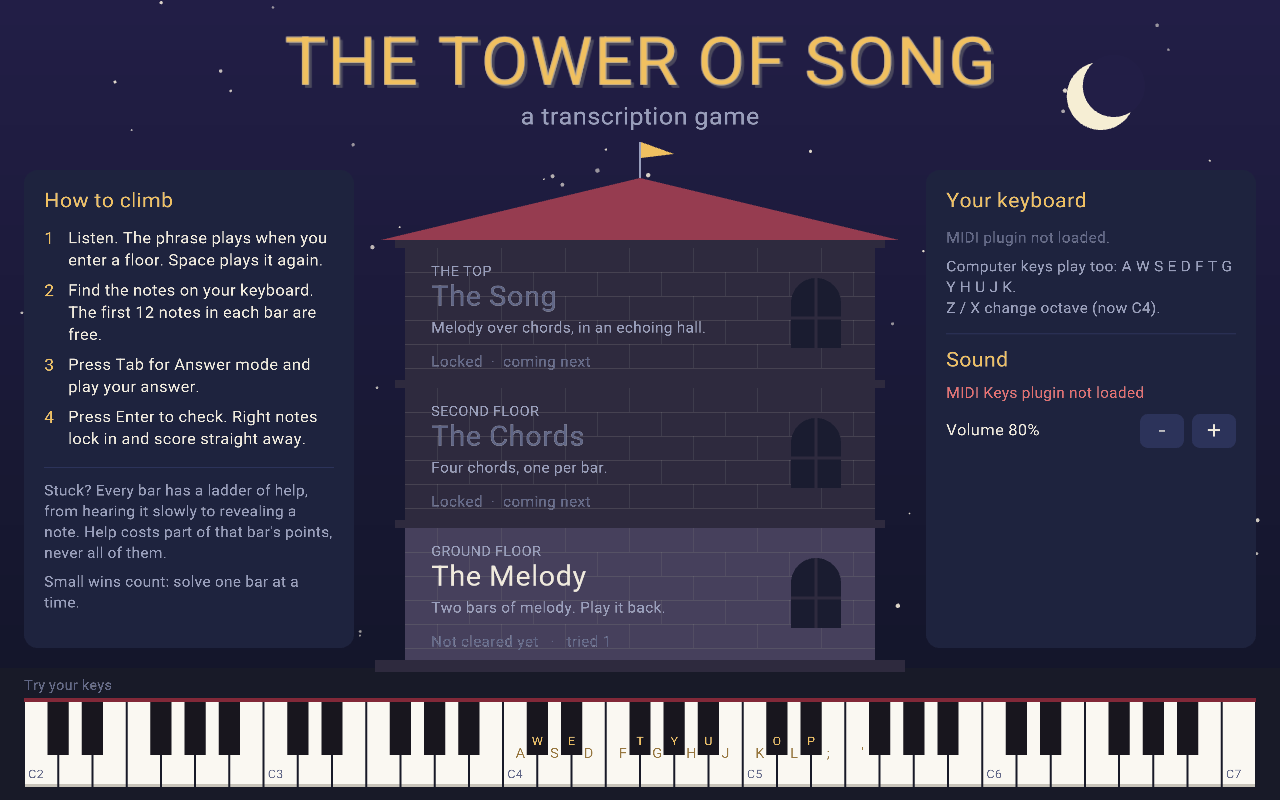 THE TOWER OF SONG
a transcription game
How to climb
1 Listen. The phrase plays when you
enter a floor. Space plays it again.
2 Find the notes on your keyboard.
The first 12 notes in each bar are
free.
3 Press Tab for Answer mode and
play your answer.
4 Press Enter to check. Right notes
lock in and score straight away.
Stuck? Every bar has a ladder of help,
from hearing it slowly to revealing a
note. Help costs part of that bar's points,
never all of them.
Small wins count: solve one bar at a
time.
THE TOP
The Song
Melody over chords, in an echoing hall.
Locked · coming next
SECOND FLOOR
The Chords
Four chords, one per bar.
Locked · coming next
GROUND FLOOR
The Melody
Two bars of melody. Play it back.
Not cleared yet · tried 1
Your keyboard
MIDI plugin not loaded.
Computer keys play too: A W S E D F T G
Y H U J K.
Z / X change octave (now C4).
Sound
MIDI Keys plugin not loaded
Volume 80%
- +
Try your keys
W E T Y U O P
A S D F G H J K L ; '
C2 C3 C4 C5 C6 C7